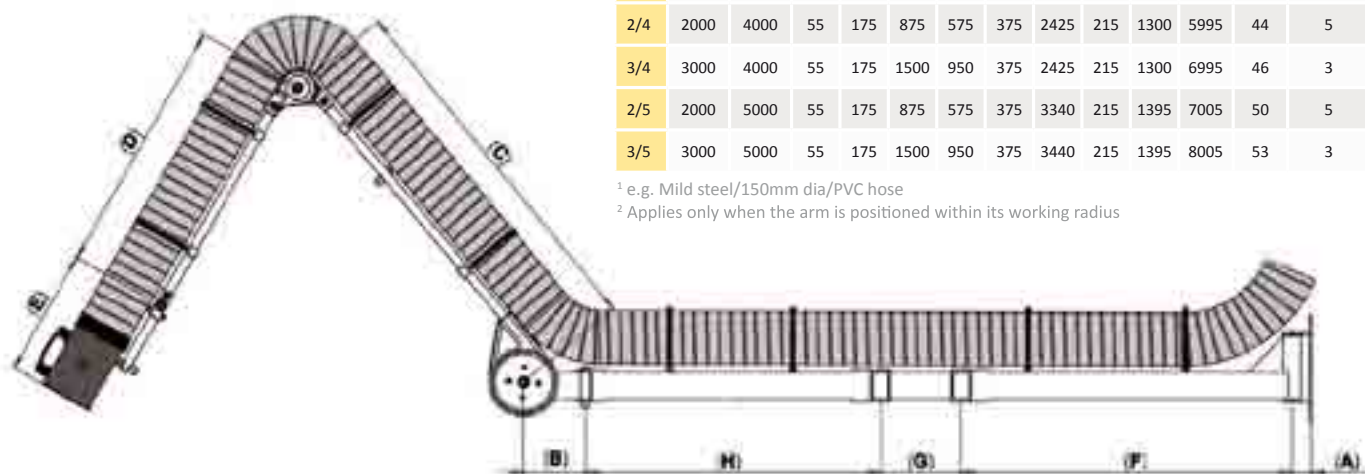 2/4 2000 4000 55 175 875 575 375 2425 215 1300 5995 44 5
3/4 3000 4000 55 175 1500 950 375 2425 215 1300 6995 46 3
2/5 2000 5000 55 175 875 575 375 3340 215 1395 7005 50 5
3/5 3000 5000 55 175 1500 950 375 3440 215 1395 8005 53 3
¹ e.g. Mild steel/150mm dia/PVC hose
² Applies only when the arm is positioned within its working radius
(D)
(C)
(E)
(B) (H) (G) (F) (A)